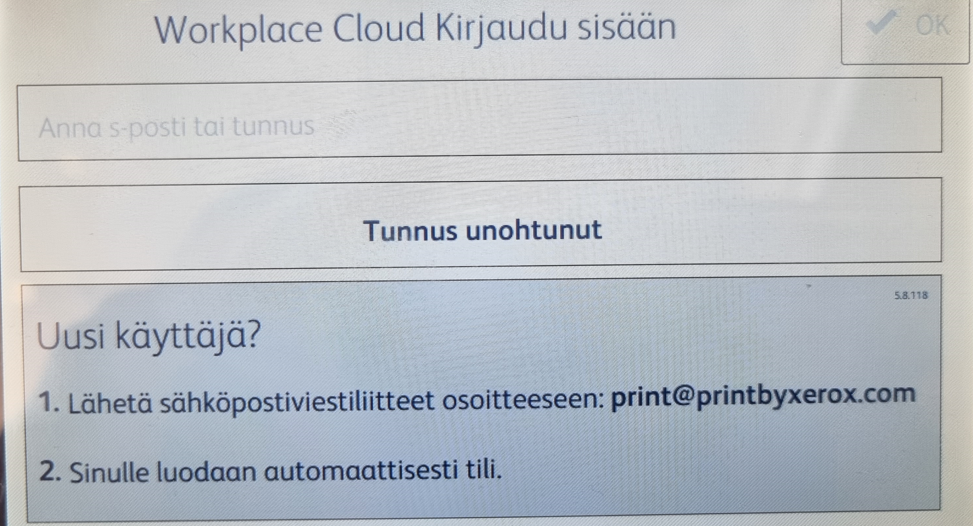 Workplace Cloud Kirjaudu sisään
OK
Anna s-posti tai tunnus
Tunnus unohtunut
5.8.118
Uusi käyttäjä?
1. Lähetä sähköpostiviestiliitteet osoitteeseen: print@printbyxerox.com
2. Sinulle luodaan automaattisesti tili.